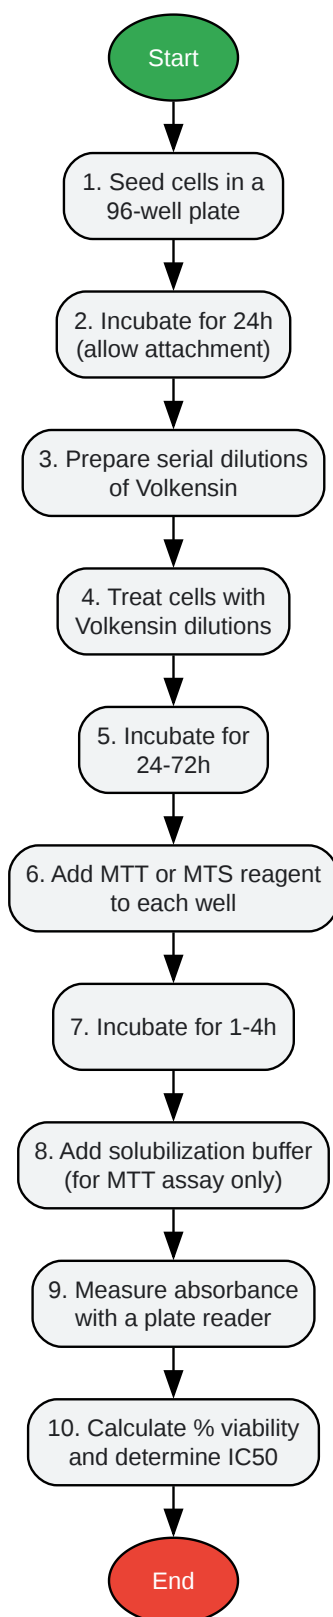 Start
1. Seed cells in a
96-well plate
2. Incubate for 24h
(allow attachment)
3. Prepare serial dilutions
of Volkensin
4. Treat cells with
Volkensin dilutions
5. Incubate for
24-72h
6. Add MTT or MTS reagent
to each well
7. Incubate for 1-4h
8. Add solubilization buffer
(for MTT assay only)
9. Measure absorbance
with a plate reader
10. Calculate % viability
and determine IC50
End